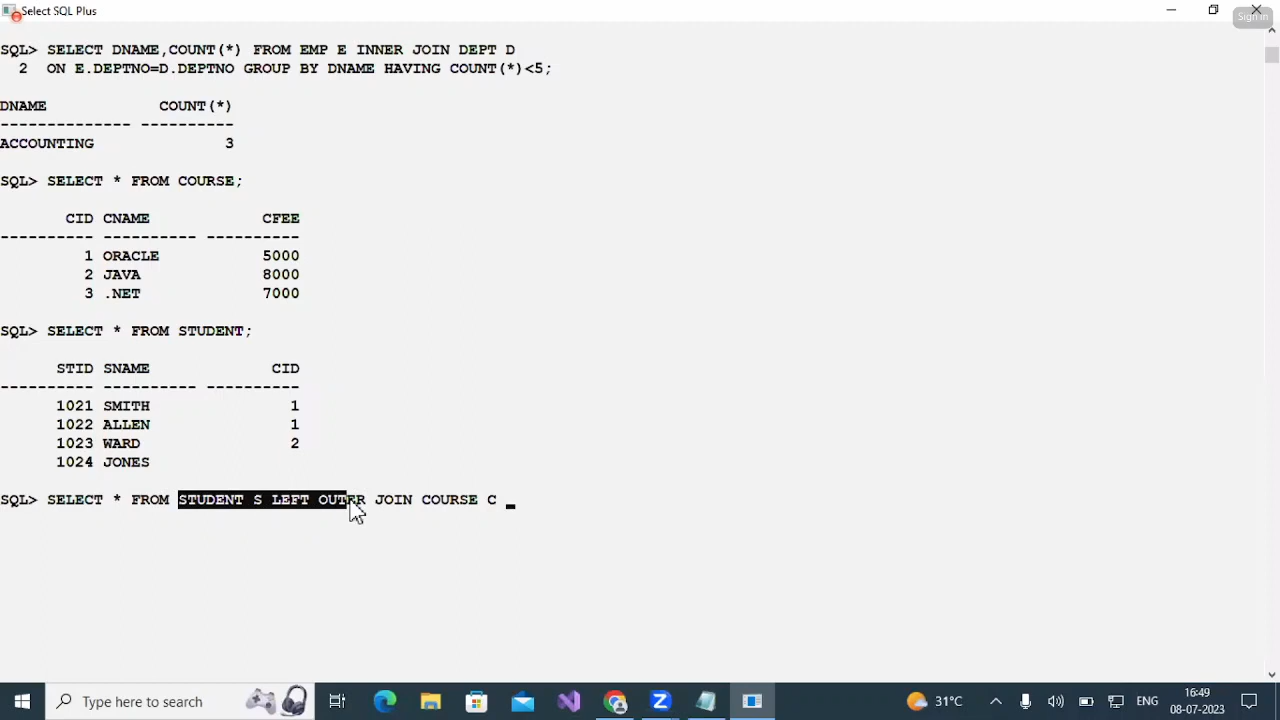 Select SQL Plus
Sign in
SQL> SELECT DNAME,COUNT(*) FROM EMP E INNER JOIN DEPT D
2 ON E.DEPTNO=D.DEPTNO GROUP BY DNAME HAVING COUNT(*)<5;
DNAME COUNT(*)
-------------- ----------
ACCOUNTING 3
SQL> SELECT * FROM COURSE;
CID CNAME CFEE
---------- ---------- ----------
1 ORACLE 5000
2 JAVA 8000
3 .NET 7000
SQL> SELECT * FROM STUDENT;
STID SNAME CID
---------- ---------- ----------
1021 SMITH 1
1022 ALLEN 1
1023 WARD 2
1024 JONES
SQL> SELECT * FROM STUDENT S LEFT OUTER JOIN COURSE C _
Type here to search
31°C
ENG
16:49
08-07-2023